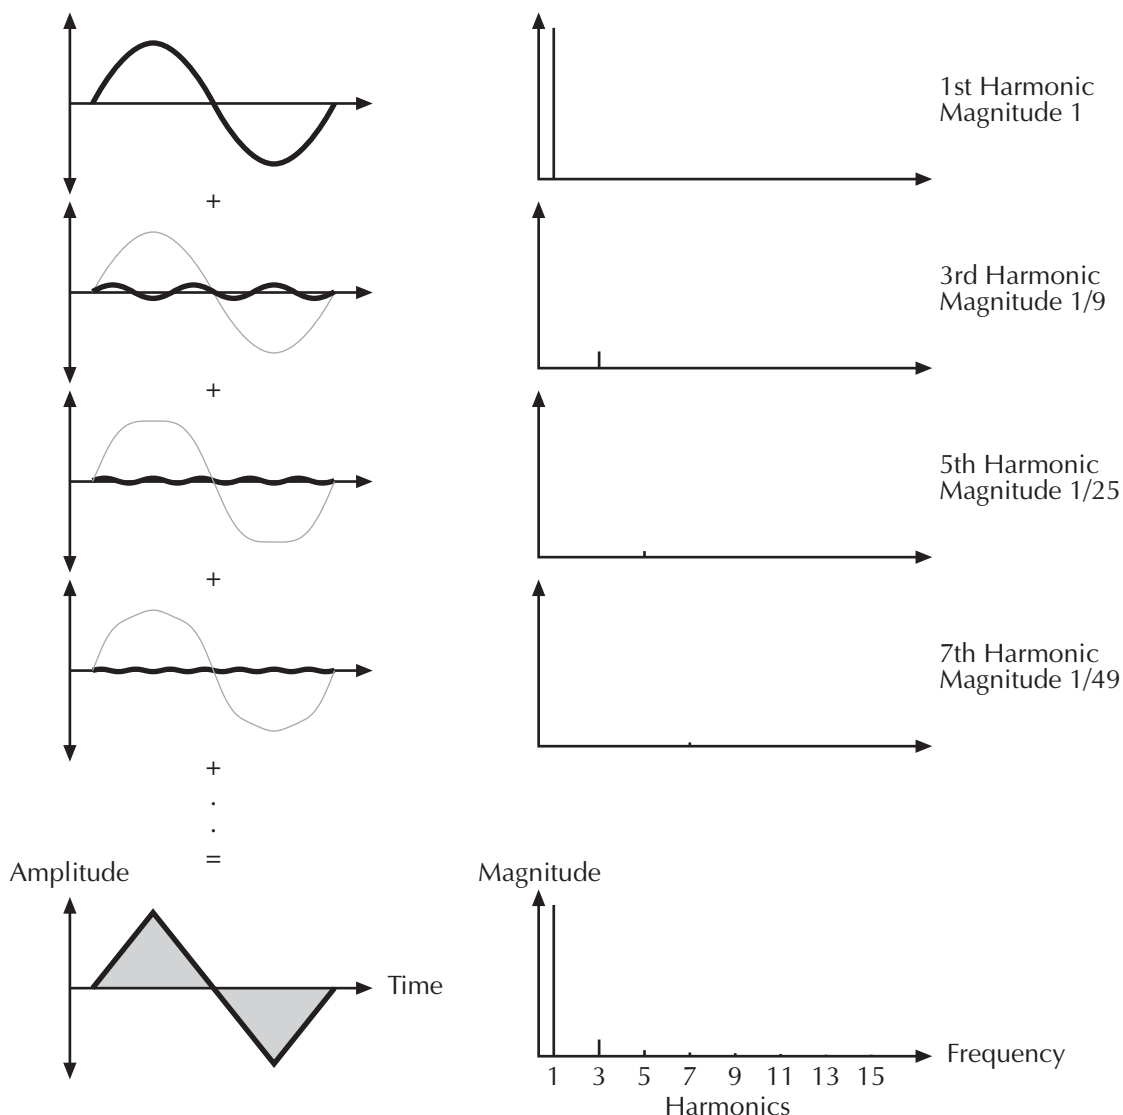 1st Harmonic
Magnitude 1
+
3rd Harmonic
Magnitude 1/9
+
5th Harmonic
Magnitude 1/25
+
7th Harmonic
Magnitude 1/49
+
.
.
=
Amplitude
Magnitude
Time
Frequency
1 3 5 7 9 11 13 15
Harmonics